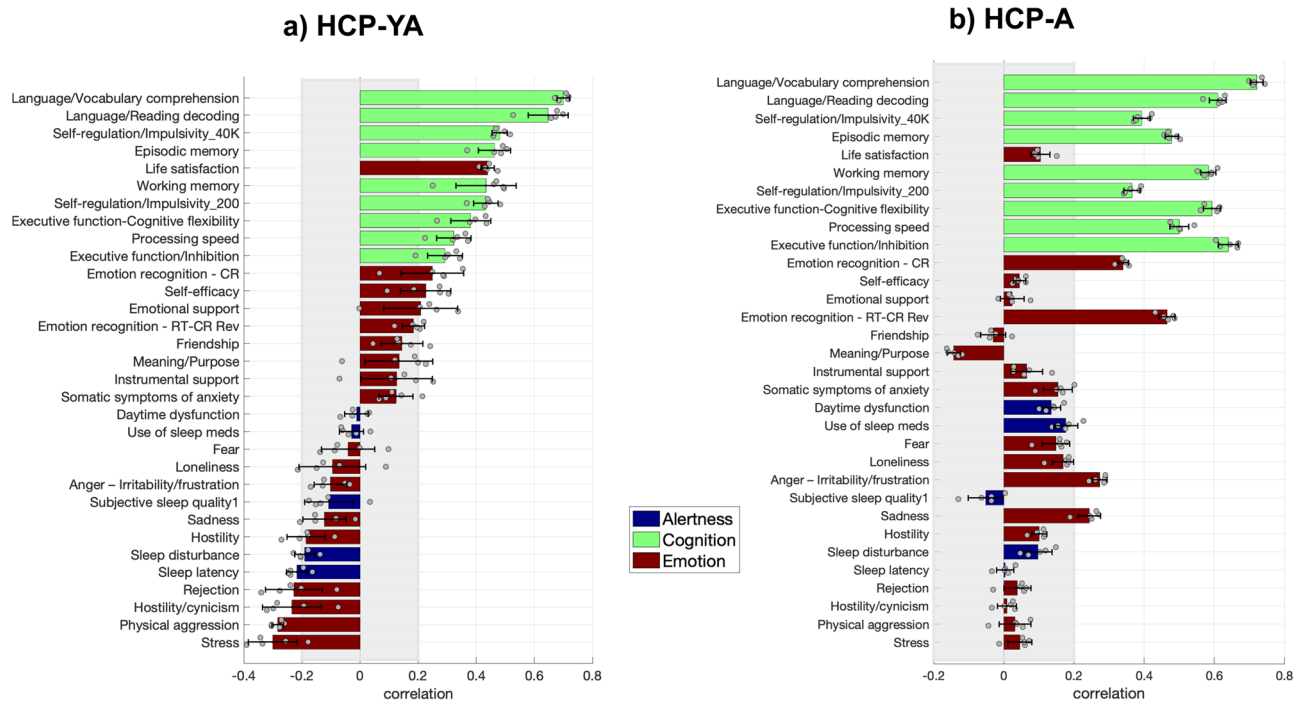 a) HCP-YA
Language/Vocabulary comprehension
Language/Reading decoding
Self-regulation/Impulsivity_40K
Episodic memory
Life satisfaction
Working memory
Self-regulation/Impulsivity_200
Executive function-Cognitive flexibility
Processing speed
Executive function/Inhibition
Emotion recognition - CR
Self-efficacy
Emotional support
Emotion recognition - RT-CR Rev
Friendship
Meaning/Purpose
Instrumental support
Somatic symptoms of anxiety
Daytime dysfunction
Use of sleep meds
Fear
Loneliness
Anger – Irritability/frustration
Subjective sleep quality1
Sadness
Hostility
Sleep disturbance
Sleep latency
Rejection
Hostility/cynicism
Physical aggression
Stress
-0.4 -0.2 0 0.2 0.4 0.6 0.8
correlation
Alertness
Cognition
Emotion
b) HCP-A
Language/Vocabulary comprehension
Language/Reading decoding
Self-regulation/Impulsivity_40K
Episodic memory
Life satisfaction
Working memory
Self-regulation/Impulsivity_200
Executive function-Cognitive flexibility
Processing speed
Executive function/Inhibition
Emotion recognition - CR
Self-efficacy
Emotional support
Emotion recognition - RT-CR Rev
Friendship
Meaning/Purpose
Instrumental support
Somatic symptoms of anxiety
Daytime dysfunction
Use of sleep meds
Fear
Loneliness
Anger – Irritability/frustration
Subjective sleep quality1
Sadness
Hostility
Sleep disturbance
Sleep latency
Rejection
Hostility/cynicism
Physical aggression
Stress
-0.2 0 0.2 0.4 0.6 0.8
correlation